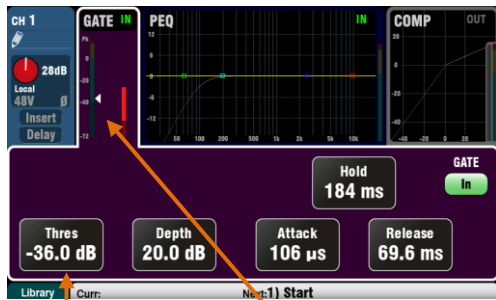 CH 1
GATE IN
PEQ IN
COMP OUT
28dB
Local
48V ø
Insert
Delay
Pk
0
-20
-40
-72
12
6
0
-6
-12
50 100 200 500 1k 2k 5k 10k
20
0
-20
-40
-40 -20 0 20
Hold
184 ms
GATE
In
Thres
-36.0 dB
Depth
20.0 dB
Attack
106 µs
Release
69.6 ms
Library Curr: Next:1) Start